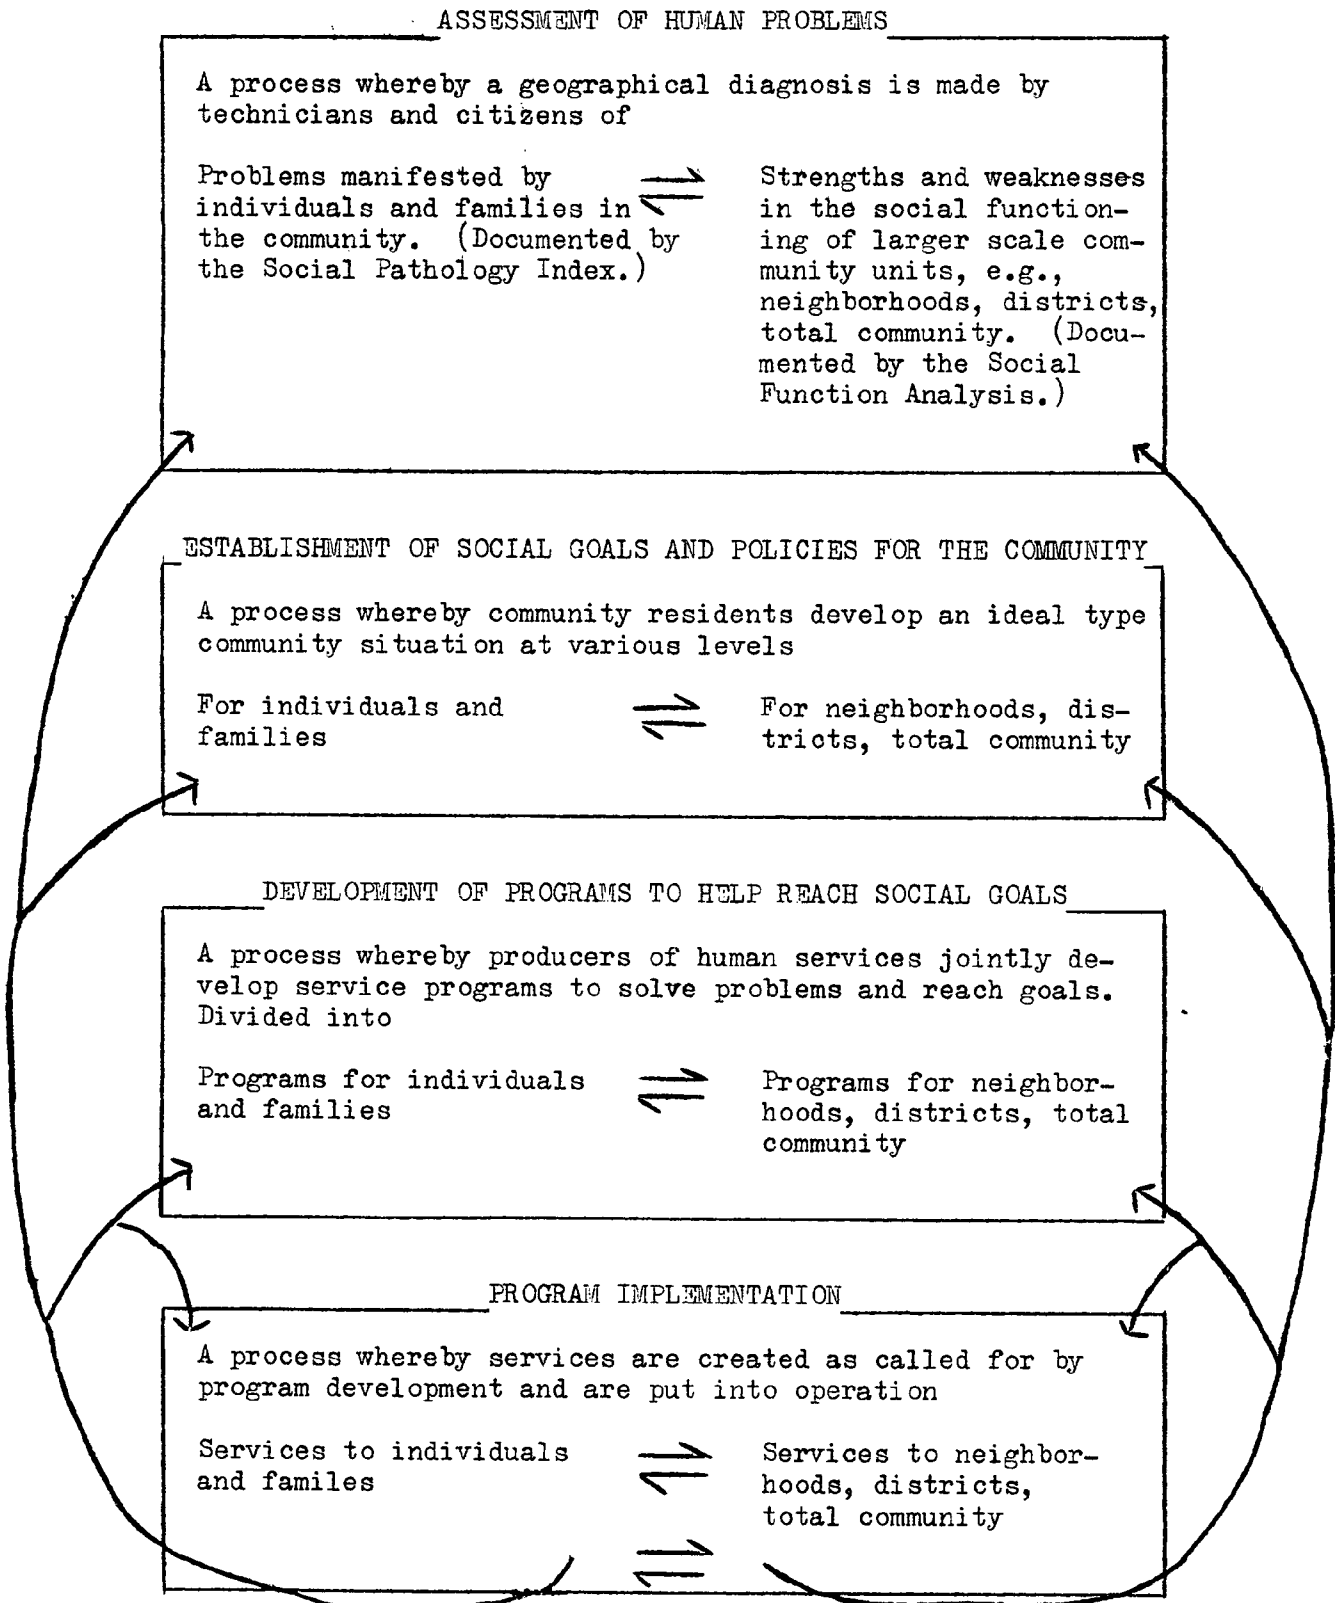 ASSESSMENT OF HUMAN PROBLEMS
A process whereby a geographical diagnosis is made by
technicians and citizens of
Problems manifested by
individuals and families in
the community. (Documented by
the Social Pathology Index.)
Strengths and weaknesses
in the social function-
ing of larger scale com-
munity units, e.g.,
neighborhoods, districts,
total community. (Docu-
mented by the Social
Function Analysis.)
ESTABLISHMENT OF SOCIAL GOALS AND POLICIES FOR THE COMMUNITY
A process whereby community residents develop an ideal type
community situation at various levels
For individuals and
families
For neighborhoods, dis-
tricts, total community
DEVELOPMENT OF PROGRAMS TO HELP REACH SOCIAL GOALS
A process whereby producers of human services jointly de-
velop service programs to solve problems and reach goals.
Divided into
Programs for individuals
and families
Programs for neighbor-
hoods, districts, total
community
PROGRAM IMPLEMENTATION
A process whereby services are created as called for by
program development and are put into operation
Services to individuals
and familes
Services to neighbor-
hoods, districts,
total community